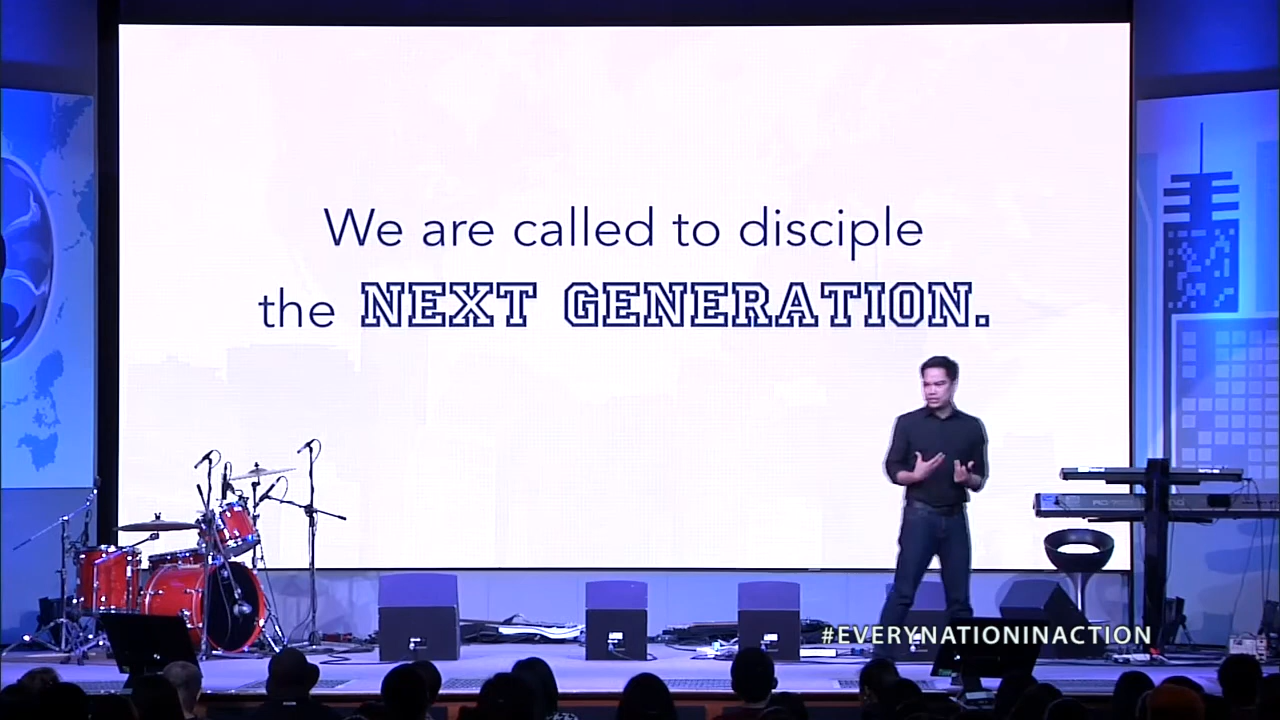 We are called to disciple
the NEXT GENERATION.
#EVERYNATIONINACTION